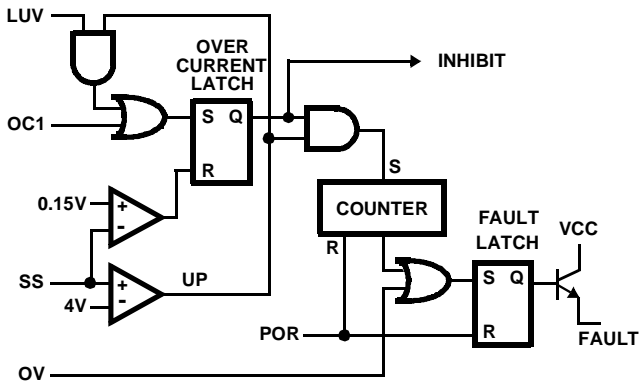 LUV
OVER
CURRENT
LATCH
INHIBIT
OC1
S Q
R
0.15V
+
-
S
COUNTER
R
FAULT
LATCH
VCC
SS
+
-
4V
UP
S Q
R
POR
FAULT
OV